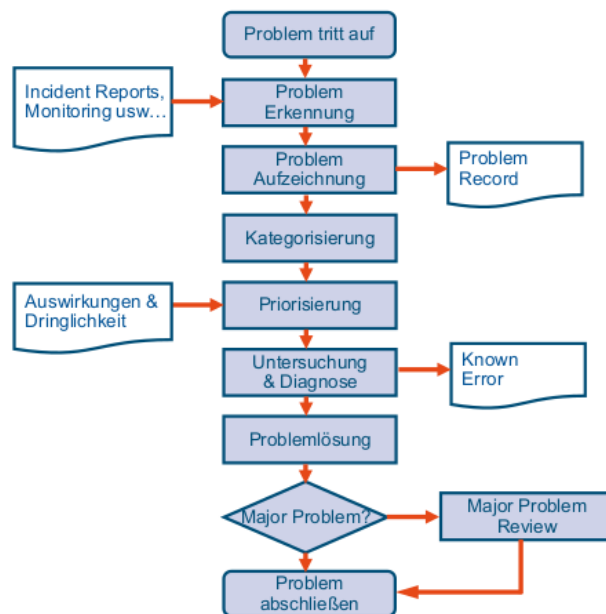 Problem tritt auf
Incident Reports,
Monitoring usw...
Problem
Erkennung
Problem
Aufzeichnung
Problem
Record
Kategorisierung
Auswirkungen &
Dringlichkeit
Priorisierung
Untersuchung
& Diagnose
Known
Error
Problemlösung
Major Problem?
Major Problem
Review
Problem
abschließen